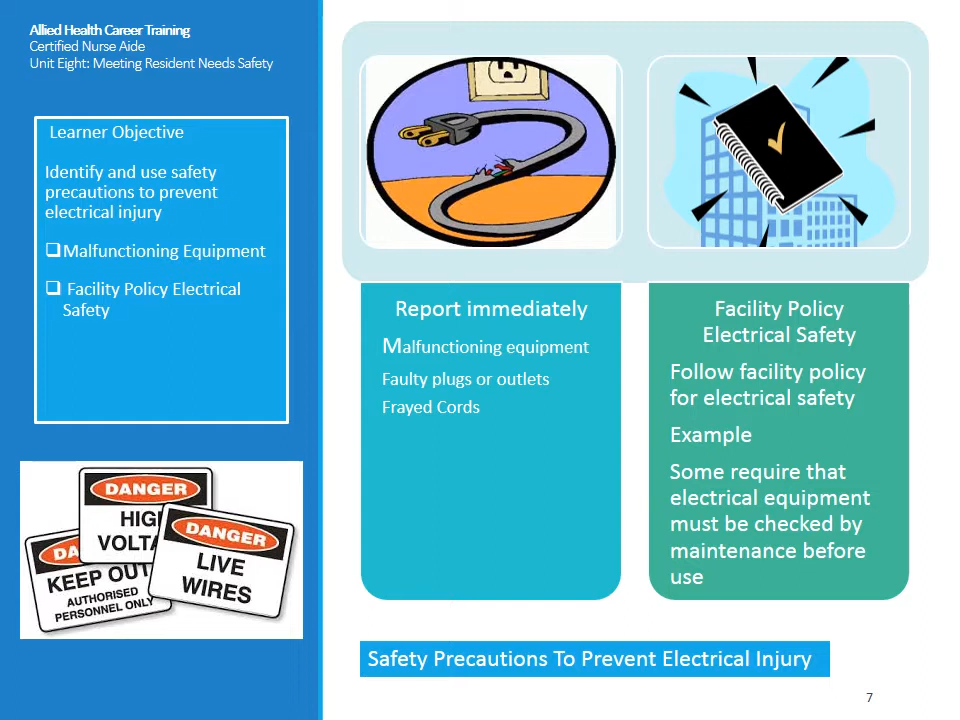 Allied Health Career Training
Certified Nurse Aide
Unit Eight: Meeting Resident Needs Safety
Learner Objective
Identify and use safety
precautions to prevent
electrical injury
❑Malfunctioning Equipment
❑ Facility Policy Electrical
Safety
DANGER
HIGH
VOLTA
DANGER
LIVE
WIRES
DA
KEEP OUT
AUTHORISED
PERSONNEL ONLY
Report immediately
Malfunctioning equipment
Faulty plugs or outlets
Frayed Cords
Facility Policy
Electrical Safety
Follow facility policy
for electrical safety
Example
Some require that
electrical equipment
must be checked by
maintenance before
use
Safety Precautions To Prevent Electrical Injury
7